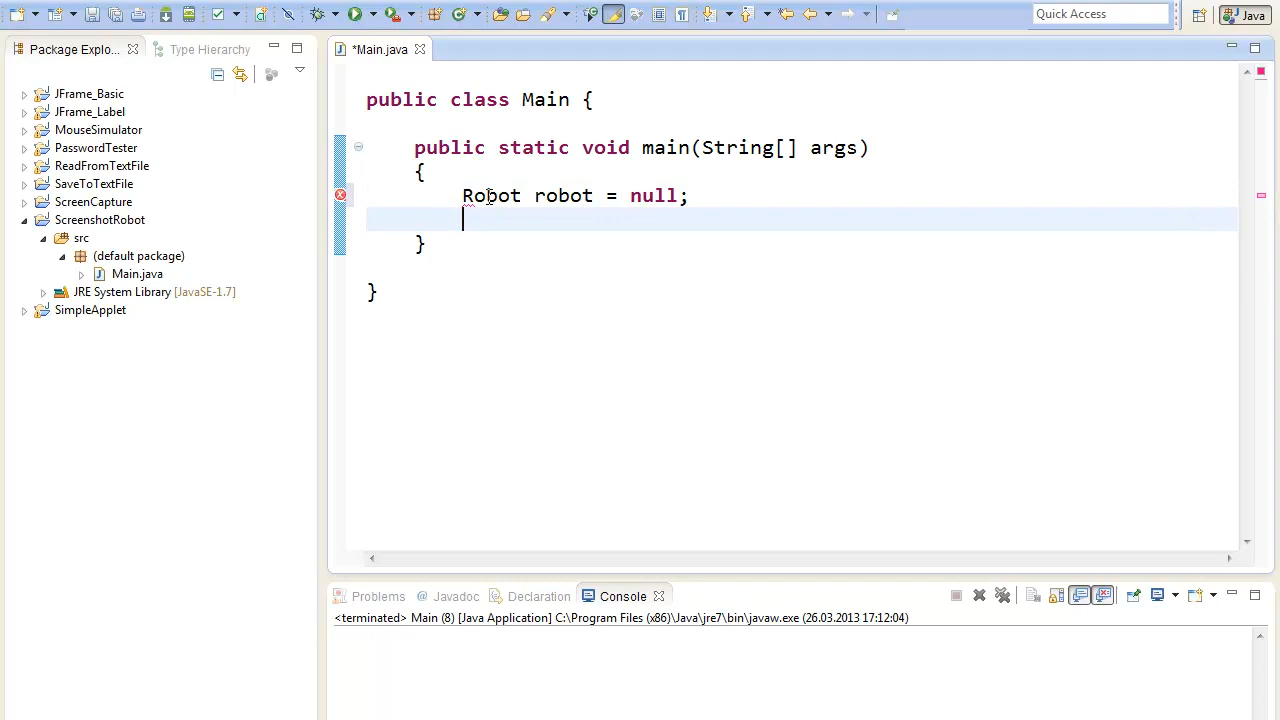 Quick Access
Java
Package Explo...
Type Hierarchy
*Main.java
JFrame_Basic
JFrame_Label
MouseSimulator
PasswordTester
ReadFromTextFile
SaveToTextFile
ScreenCapture
ScreenshotRobot
src
(default package)
Main.java
JRE System Library [JavaSE-1.7]
SimpleApplet
public class Main {
public static void main(String[] args)
{
Robot robot = null;
}
}
Problems
@ Javadoc
Declaration
Console
<terminated> Main (8) [Java Application] C:\Program Files (x86)\Java\jre7\bin\javaw.exe (26.03.2013 17:12:04)